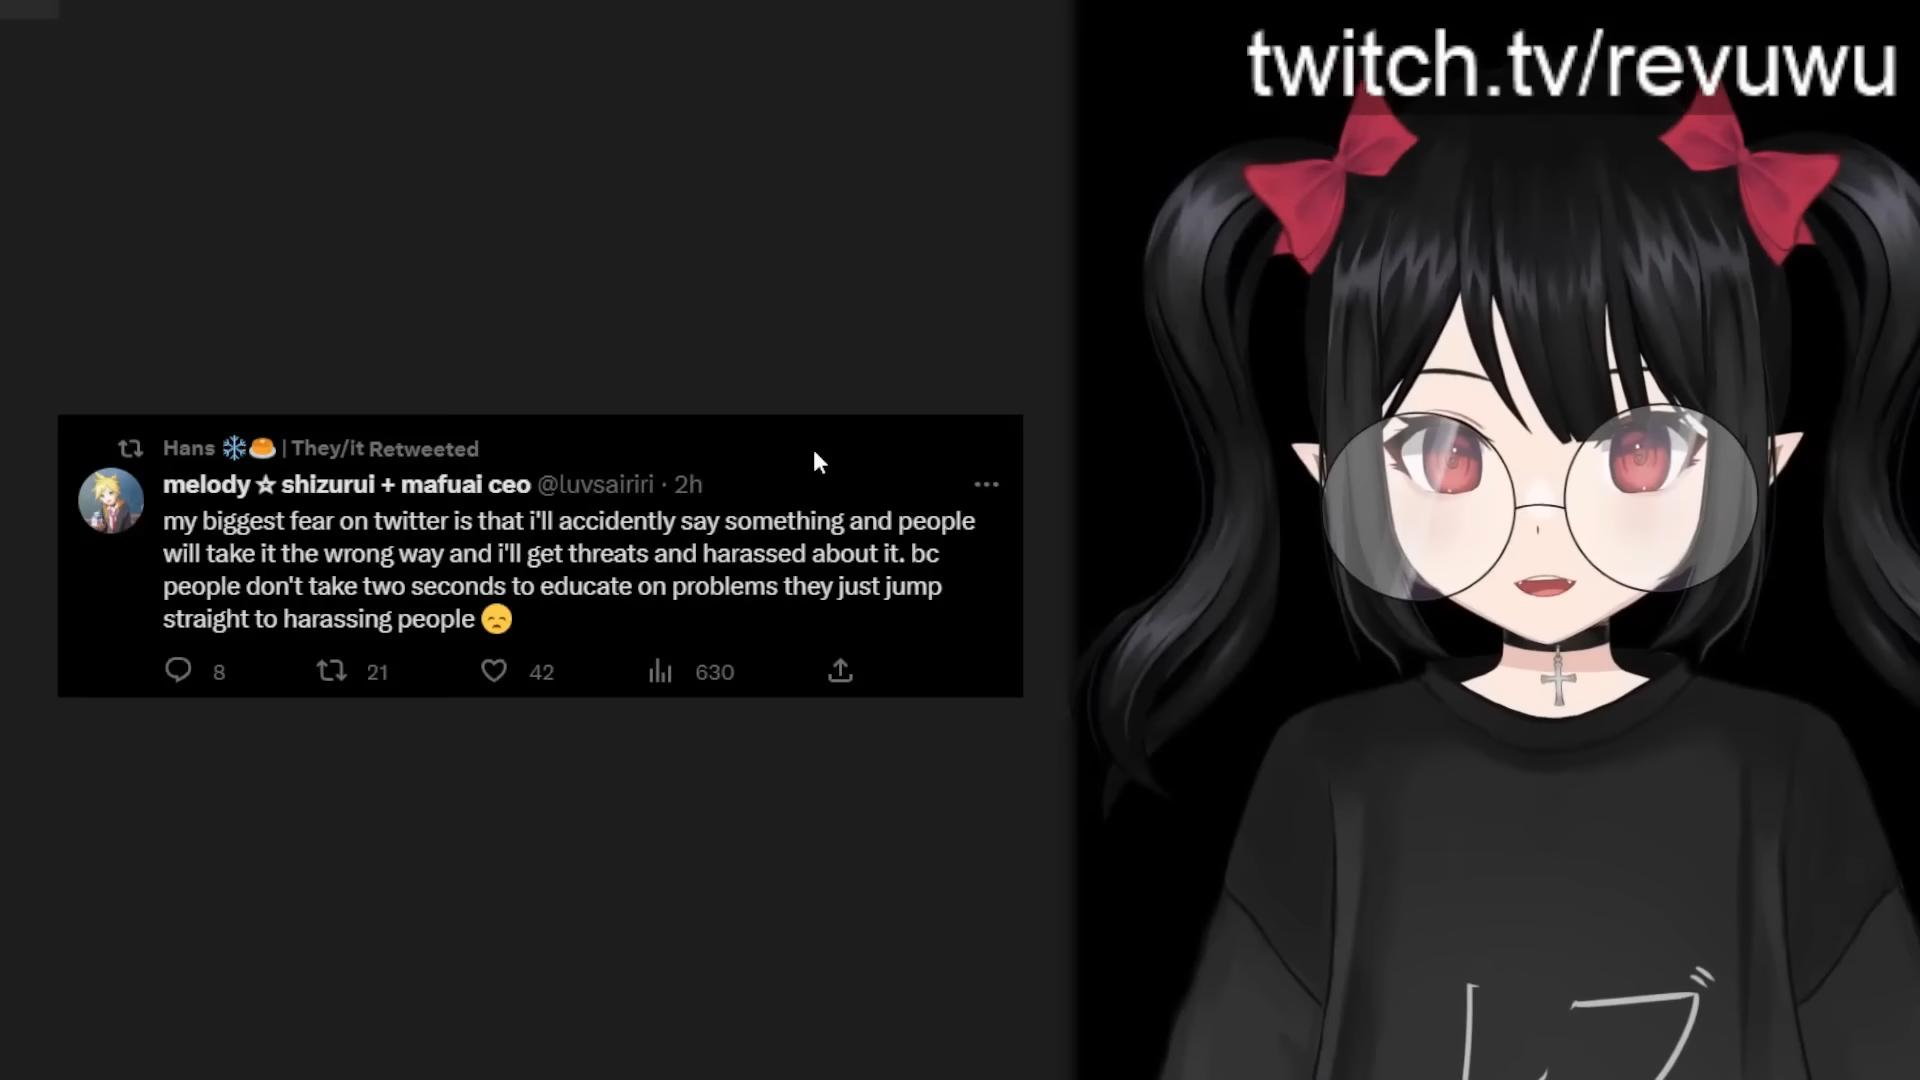 twitch.tv/revuwu
Hans ❄️🍮 | They/it Retweeted
melody ☆ shizurui + mafuai ceo @luvsairiri · 2h
my biggest fear on twitter is that i'll accidently say something and people
will take it the wrong way and i'll get threats and harassed about it. bc
people don't take two seconds to educate on problems they just jump
straight to harassing people 😞
8 21 42 630
レブ